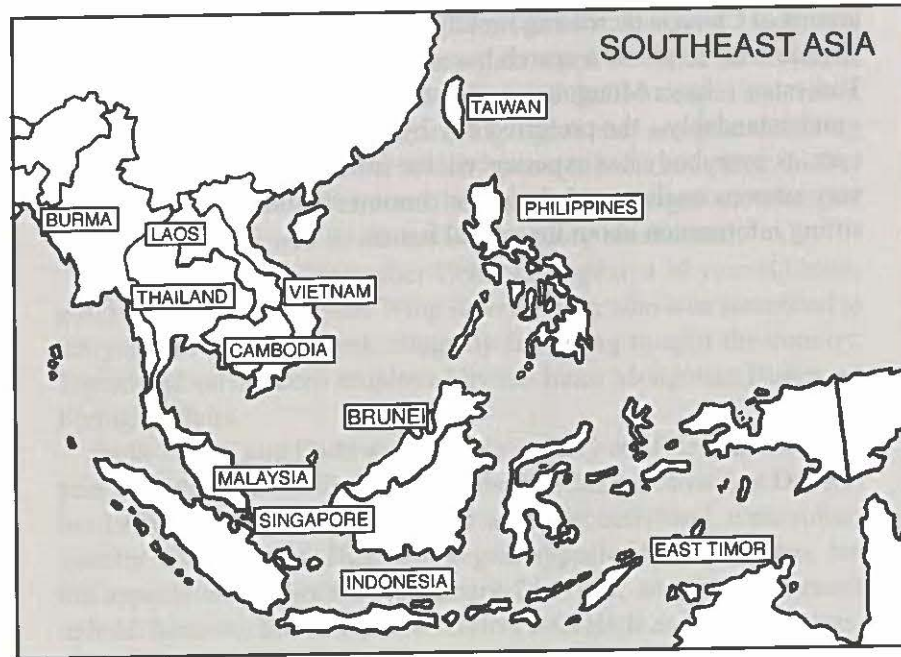 SOUTHEAST ASIA
TAIWAN
BURMA
LAOS
PHILIPPINES
THAILAND
VIETNAM
CAMBODIA
BRUNEI
MALAYSIA
SINGAPORE
EAST TIMOR
INDONESIA